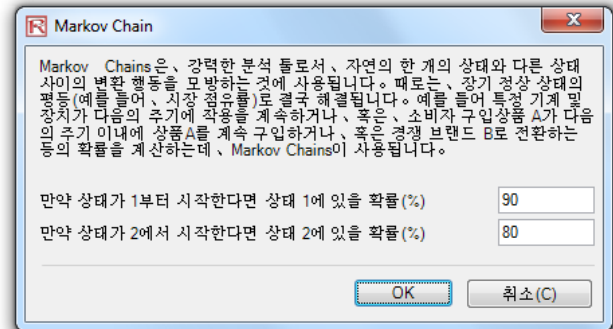 Markov Chain
Markov Chains은、강력한 분석 툴로서、자연의 한 개의 상태와 다른 상태
사이의 변환 행동을 모방하는 것에 사용됩니다。때로는、장기 정상 상태의
평등(예를 들어、시장 점유률)로 결국 해결됩니다。예를 들어 특정 기계 및
장치가 다음의 주기에 작용을 계속하거나、혹은、소비자 구입상품 A가 다음
의 주기 이내에 상품A를 계속 구입하거나、혹은 경쟁 브랜드 B로 전환하는
등의 확률을 계산하는데、Markov Chains이 사용됩니다。
만약 상태가 1부터 시작한다면 상태 1에 있을 확률(%) 90
만약 상태가 2에서 시작한다면 상태 2에 있을 확률(%) 80
OK 취소(C)